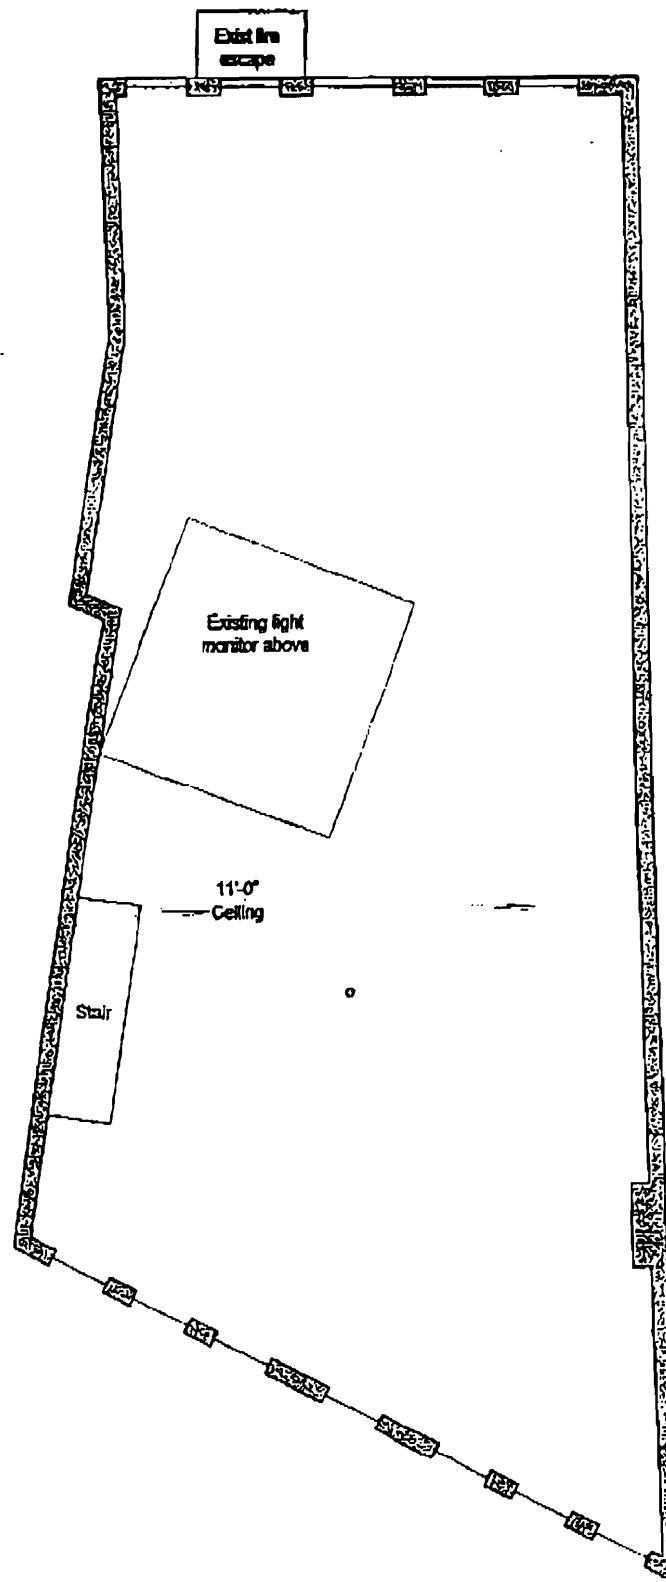 Exist fire
escape
Existing light
monitor above
11'-0"
Ceiling
Stair